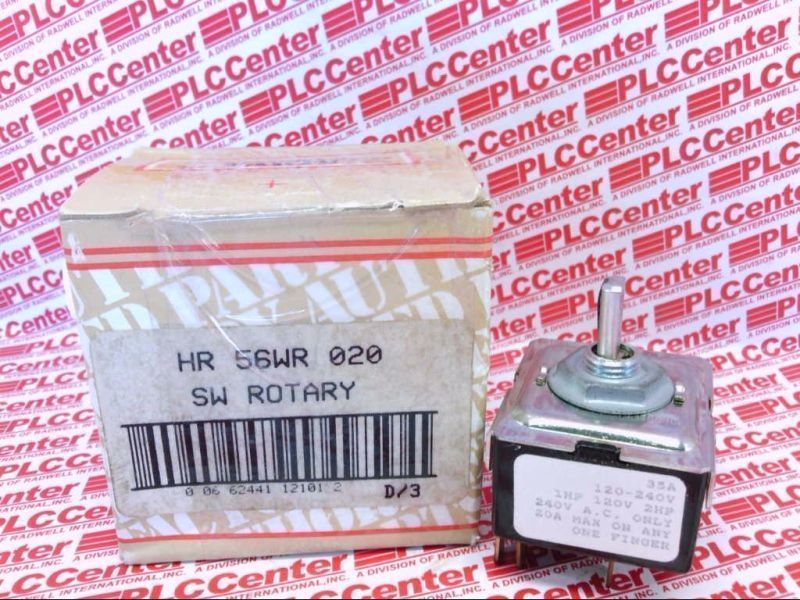 PLCCenter
A DIVISION OF RADWELL INTERNATIONAL, INC.
HR 56WR 020
SW ROTARY
0 06 62441 12101 2
D/3
35A
120-240V
1HP 120V 2HP
240V A.C. ONLY
20A MAX ON ANY
ONE FINGER